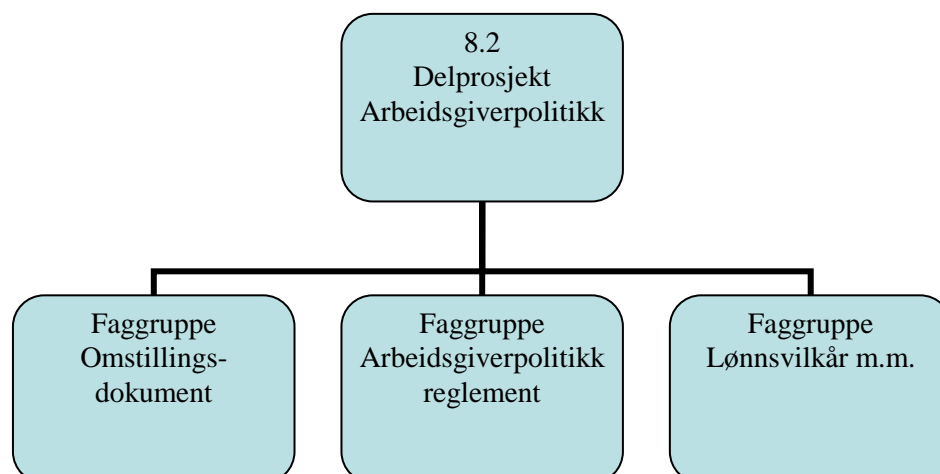 8.2
Delprosjekt
Arbeidsgiverpolitikk
Faggruppe
Omstillings-
dokument
Faggruppe
Arbeidsgiverpolitikk
reglement
Faggruppe
Lønnsvilkår m.m.